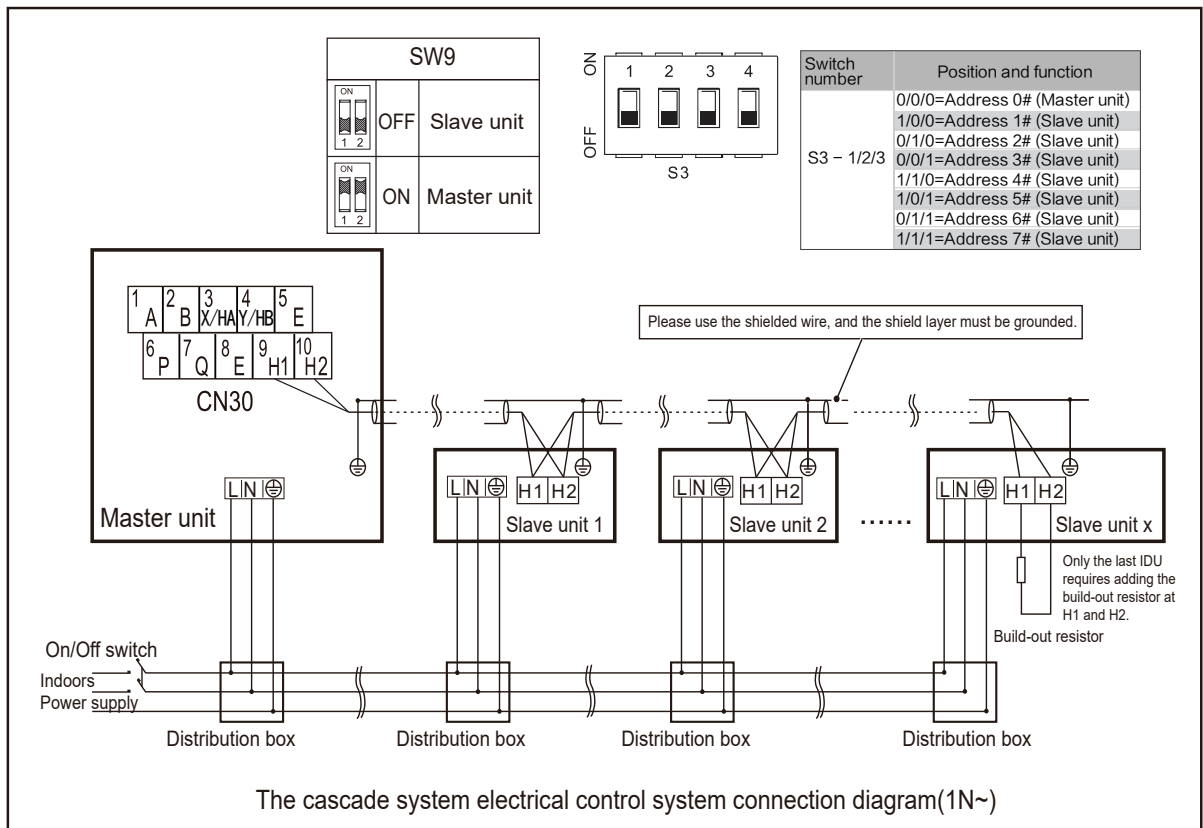 SW9
ON
1 2
OFF
Slave unit
ON
1 2
ON
Master unit
ON
OFF
1 2 3 4
S3
Switch number
Position and function
S3 – 1/2/3
0/0/0=Address 0# (Master unit)
1/0/0=Address 1# (Slave unit)
0/1/0=Address 2# (Slave unit)
0/0/1=Address 3# (Slave unit)
1/1/0=Address 4# (Slave unit)
1/0/1=Address 5# (Slave unit)
0/1/1=Address 6# (Slave unit)
1/1/1=Address 7# (Slave unit)
1 A 2 B 3 X/HA 4 Y/HB 5 E
6 P 7 Q 8 E 9 H1 10 H2
CN30
Please use the shielded wire, and the shield layer must be grounded.
L N
Master unit
L N
H1 H2
Slave unit 1
L N
H1 H2
Slave unit 2
......
L N
H1 H2
Slave unit x
Only the last IDU
requires adding the
build-out resistor at
H1 and H2.
Build-out resistor
On/Off switch
Indoors
Power supply
Distribution box
Distribution box
Distribution box
Distribution box
The cascade system electrical control system connection diagram(1N~)